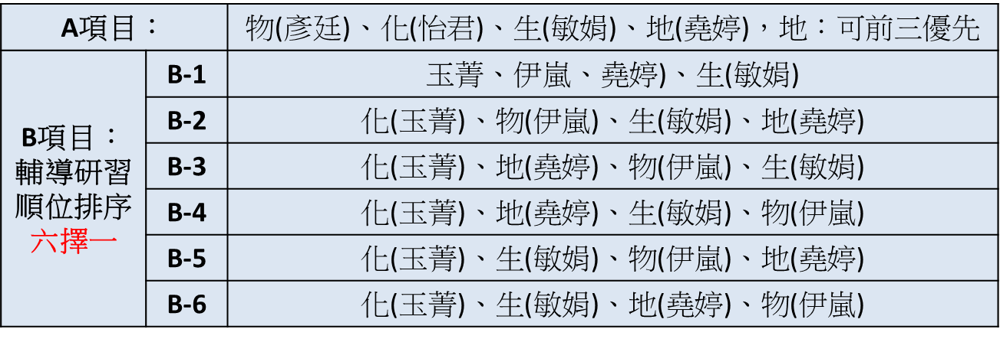 A項目： 物(彥廷)、化(怡君)、生(敏娟)、地(堯婷)，地：可前三優先
B項目：
輔導研習
順位排序
六擇一
B-1 玉菁、伊嵐、堯婷)、生(敏娟)
B-2 化(玉菁)、物(伊嵐)、生(敏娟)、地(堯婷)
B-3 化(玉菁)、地(堯婷)、物(伊嵐)、生(敏娟)
B-4 化(玉菁)、地(堯婷)、生(敏娟)、物(伊嵐)
B-5 化(玉菁)、生(敏娟)、物(伊嵐)、地(堯婷)
B-6 化(玉菁)、生(敏娟)、地(堯婷)、物(伊嵐)